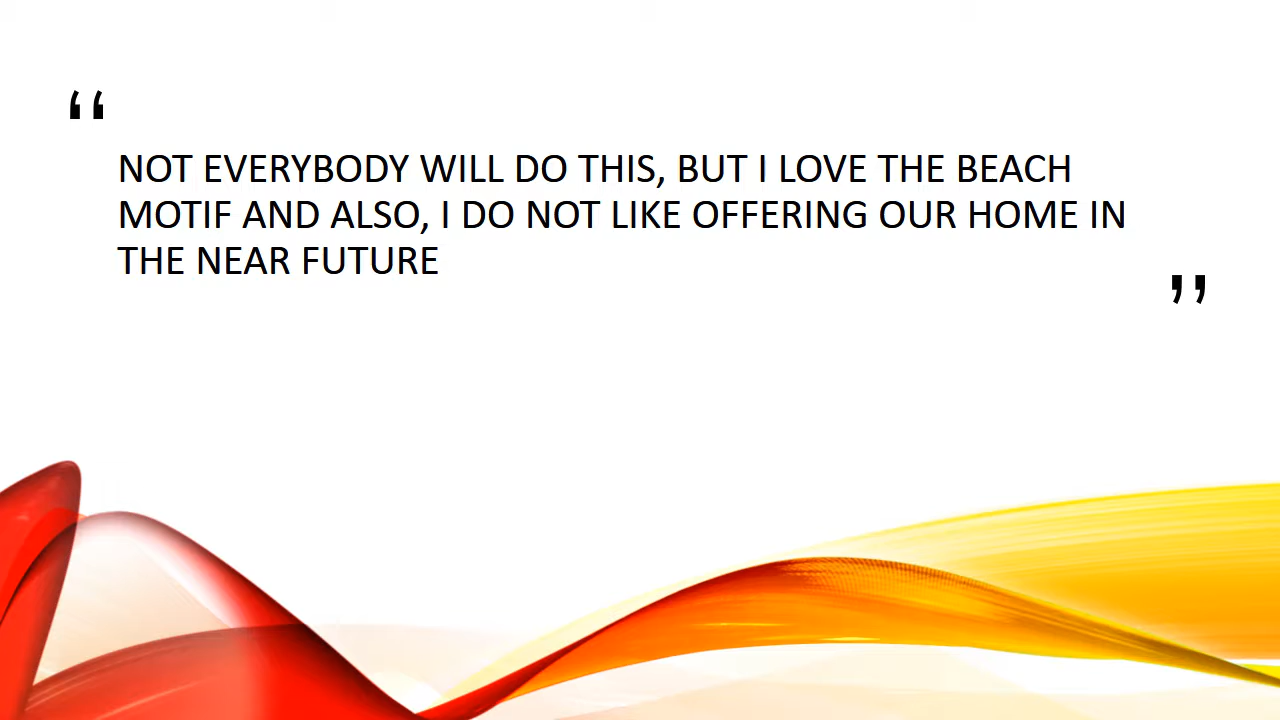 “
NOT EVERYBODY WILL DO THIS, BUT I LOVE THE BEACH
MOTIF AND ALSO, I DO NOT LIKE OFFERING OUR HOME IN
THE NEAR FUTURE
”